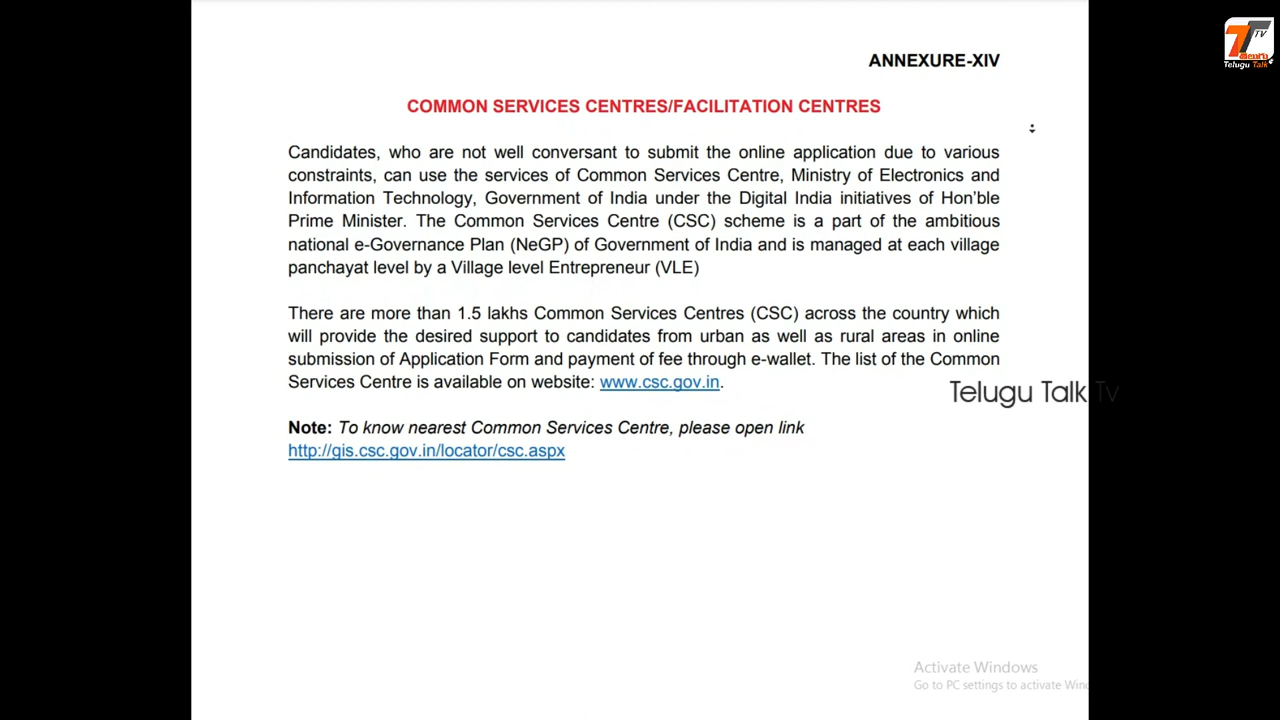 ANNEXURE-XIV
COMMON SERVICES CENTRES/FACILITATION CENTRES
Candidates, who are not well conversant to submit the online application due to various
constraints, can use the services of Common Services Centre, Ministry of Electronics and
Information Technology, Government of India under the Digital India initiatives of Hon’ble
Prime Minister. The Common Services Centre (CSC) scheme is a part of the ambitious
national e-Governance Plan (NeGP) of Government of India and is managed at each village
panchayat level by a Village level Entrepreneur (VLE)
There are more than 1.5 lakhs Common Services Centres (CSC) across the country which
will provide the desired support to candidates from urban as well as rural areas in online
submission of Application Form and payment of fee through e-wallet. The list of the Common
Services Centre is available on website: www.csc.gov.in.
Note: To know nearest Common Services Centre, please open link
http://gis.csc.gov.in/locator/csc.aspx
Telugu Talk Tv
TV
Telugu Talk
Activate Windows
Go to PC settings to activate Win